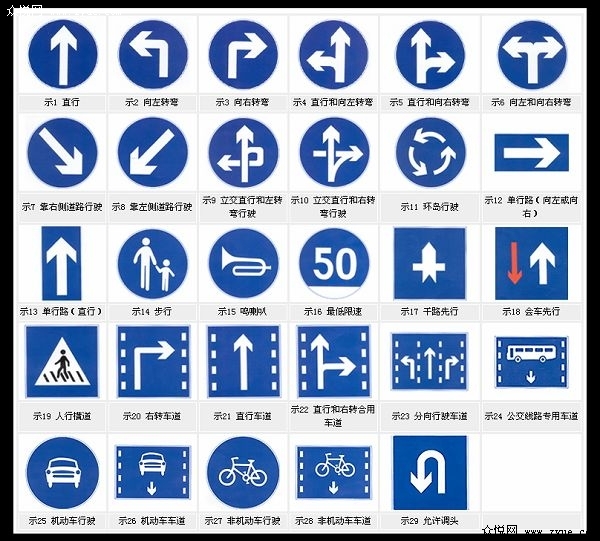 众悦网
示1 直行
示2 向左转弯
示3 向右转弯
示4 直行和向左转弯
示5 直行和向右转弯
示6 向左和向右转弯
示7 靠右侧道路行驶
示8 靠左侧道路行驶
示9 立交直行和左转
弯行驶
示10 立交直行和右转
弯行驶
示11 环岛行驶
示12 单行路（向左或向
右）
50
示13 单行路（直行）
示14 步行
示15 鸣喇叭
示16 最低限速
示17 干路先行
示18 会车先行
示19 人行横道
示20 右转车道
示21 直行车道
示22 直行和右转合用
车道
示23 分向行驶车道
示24 公交线路专用车道
示25 机动车行驶
示26 机动车车道
示27 非机动车行驶
示28 非机动车车道
示29 允许调头
众悦网 www.zyue.c